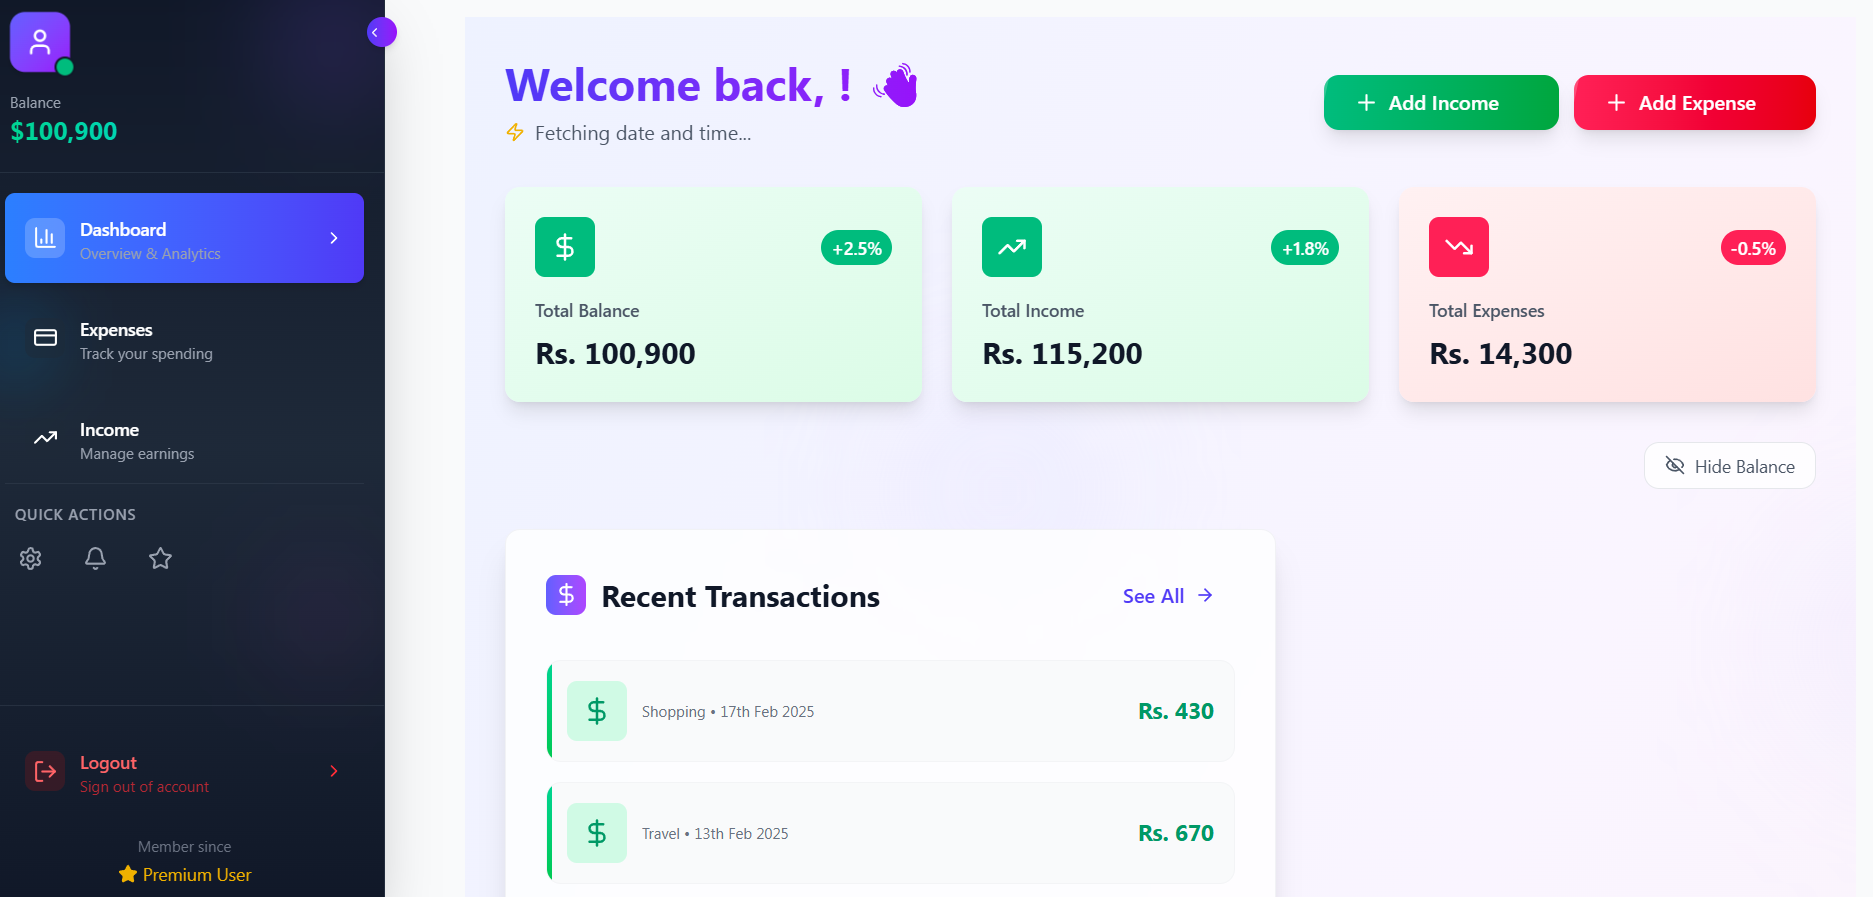 Balance
$100,900
Dashboard
Overview & Analytics
Expenses
Track your spending
Income
Manage earnings
QUICK ACTIONS
Logout
Sign out of account
Member since
Premium User
Welcome back, !
Fetching date and time...
+ Add Income
+ Add Expense
$
+2.5%
Total Balance
Rs. 100,900
+1.8%
Total Income
Rs. 115,200
-0.5%
Total Expenses
Rs. 14,300
Hide Balance
$ Recent Transactions
See All →
$ Shopping • 17th Feb 2025 Rs. 430
$ Travel • 13th Feb 2025 Rs. 670